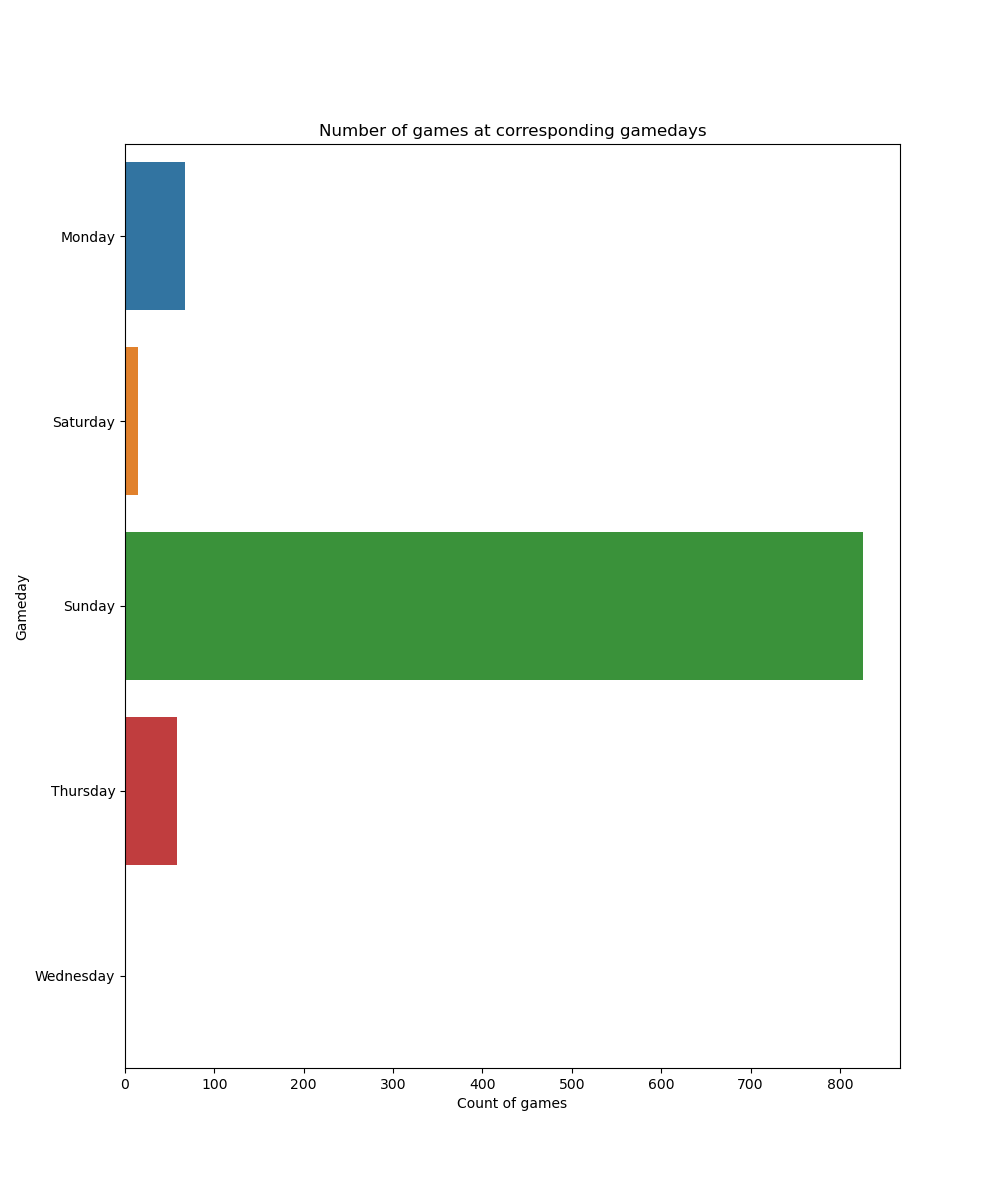 Number of games at corresponding gamedays
Monday
Saturday
Sunday
Thursday
Wednesday
Gameday
0 100 200 300 400 500 600 700 800
Count of games